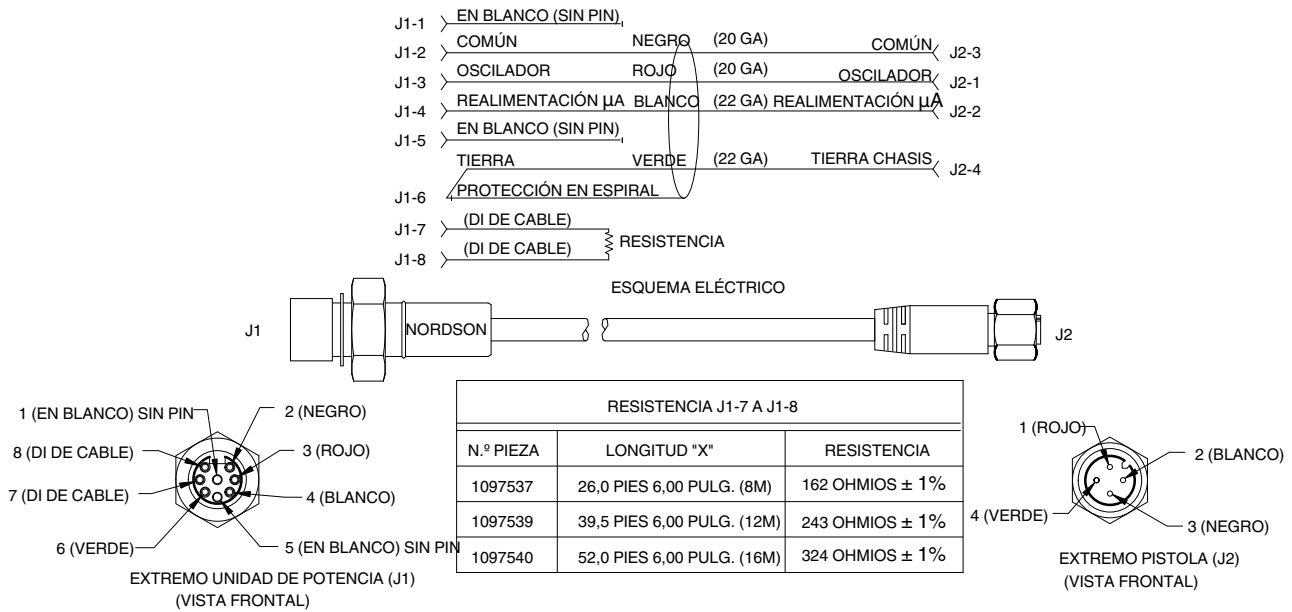 J1-1 EN BLANCO (SIN PIN)
J1-2 COMÚN NEGRO (20 GA) COMÚN J2-3
J1-3 OSCILADOR ROJO (20 GA) OSCILADOR J2-1
J1-4 REALIMENTACIÓN µA BLANCO (22 GA) REALIMENTACIÓN µA J2-2
J1-5 EN BLANCO (SIN PIN)
TIERRA VERDE (22 GA) TIERRA CHASIS J2-4
J1-6 PROTECCIÓN EN ESPIRAL
J1-7 (DI DE CABLE)
RESISTENCIA
J1-8 (DI DE CABLE)
ESQUEMA ELÉCTRICO
J1 NORDSON J2
1 (EN BLANCO) SIN PIN
2 (NEGRO)
8 (DI DE CABLE)
3 (ROJO)
7 (DI DE CABLE)
4 (BLANCO)
6 (VERDE)
5 (EN BLANCO) SIN PIN
EXTREMO UNIDAD DE POTENCIA (J1)
(VISTA FRONTAL)
RESISTENCIA J1-7 A J1-8
N.º PIEZA LONGITUD "X" RESISTENCIA
1097537 26,0 PIES 6,00 PULG. (8M) 162 OHMIOS ± 1%
1097539 39,5 PIES 6,00 PULG. (12M) 243 OHMIOS ± 1%
1097540 52,0 PIES 6,00 PULG. (16M) 324 OHMIOS ± 1%
1 (ROJO)
2 (BLANCO)
4 (VERDE)
3 (NEGRO)
EXTREMO PISTOLA (J2)
(VISTA FRONTAL)